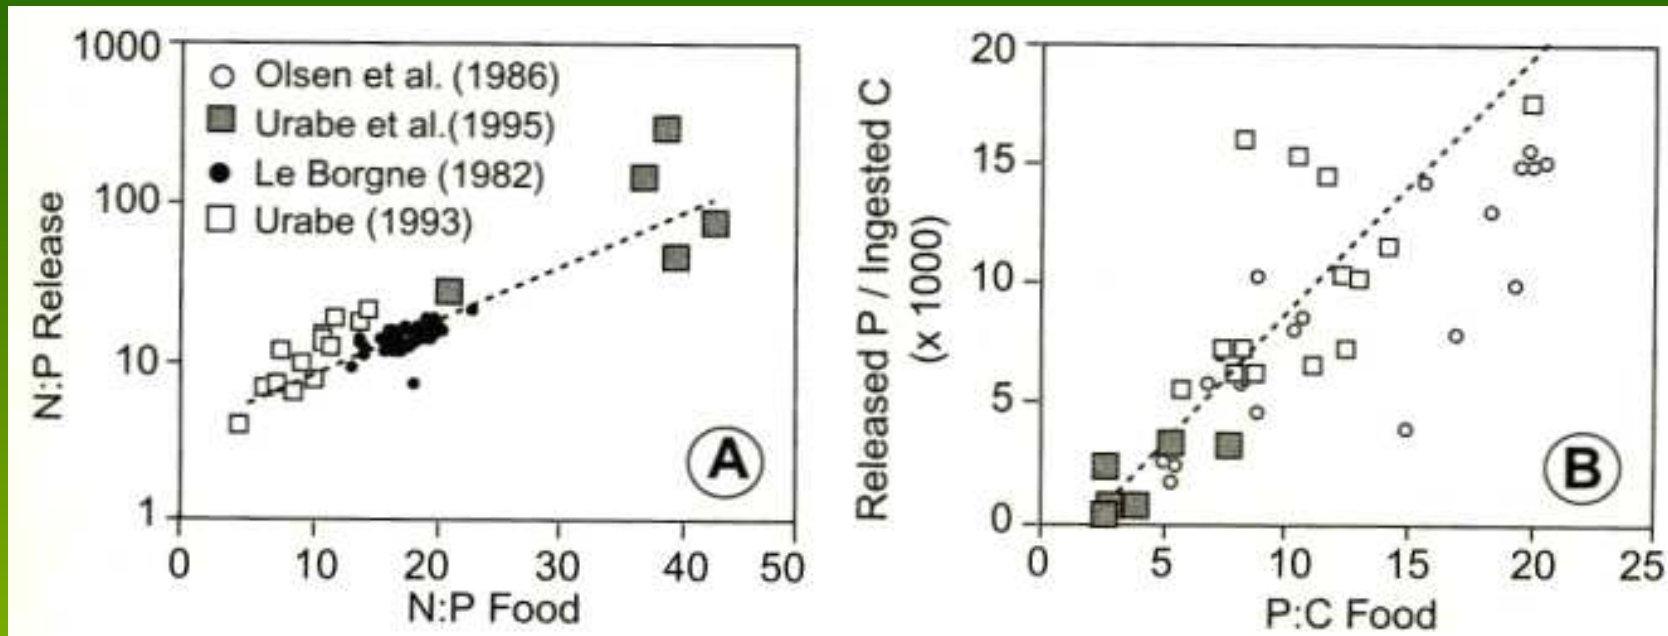 1000
100
10
1
N:P Release
Olsen et al. (1986)
Urabe et al.(1995)
Le Borgne (1982)
Urabe (1993)
A
0 10 20 30 40 50
N:P Food
20
15
10
5
0
Released P / Ingested C
(x 1000)
B
0 5 10 15 20 25
P:C Food